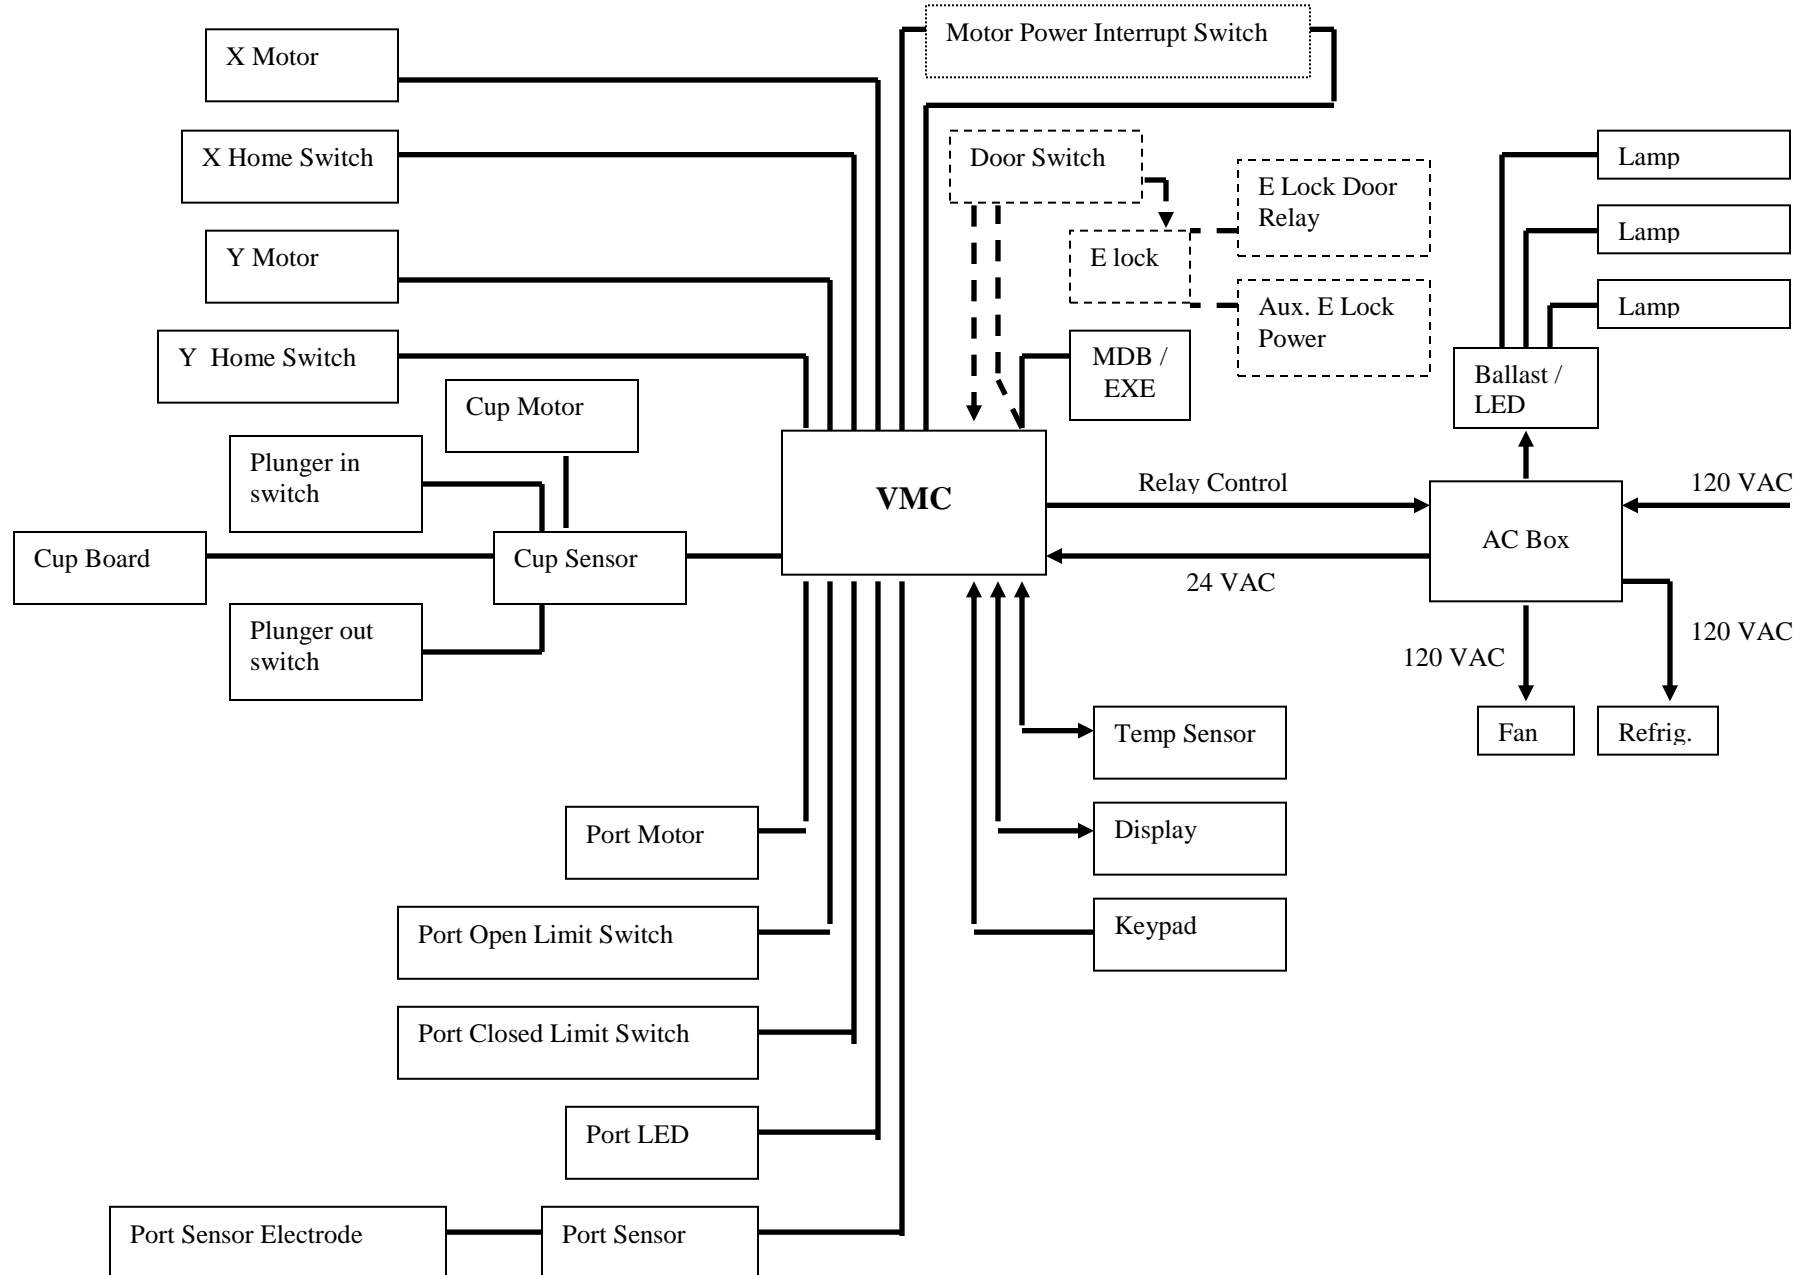 Motor Power Interrupt Switch
X Motor
X Home Switch
Door Switch
Lamp
E Lock Door
Relay
Lamp
Y Motor
E lock
Aux. E Lock
Power
Lamp
Y Home Switch
MDB /
EXE
Ballast /
LED
Cup Motor
Plunger in
switch
VMC
Relay Control
120 VAC
AC Box
Cup Board
Cup Sensor
24 VAC
Plunger out
switch
120 VAC
120 VAC
Temp Sensor
Fan
Refrig.
Port Motor
Display
Port Open Limit Switch
Keypad
Port Closed Limit Switch
Port LED
Port Sensor Electrode
Port Sensor